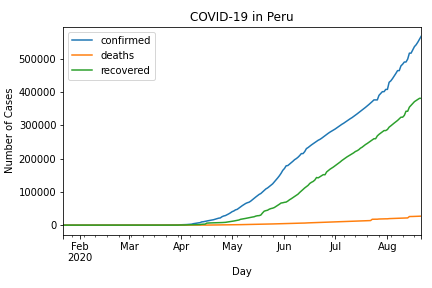 COVID-19 in Peru
confirmed
deaths
recovered
Number of Cases
500000
400000
300000
200000
100000
0
Feb Mar Apr May Jun Jul Aug
2020
Day